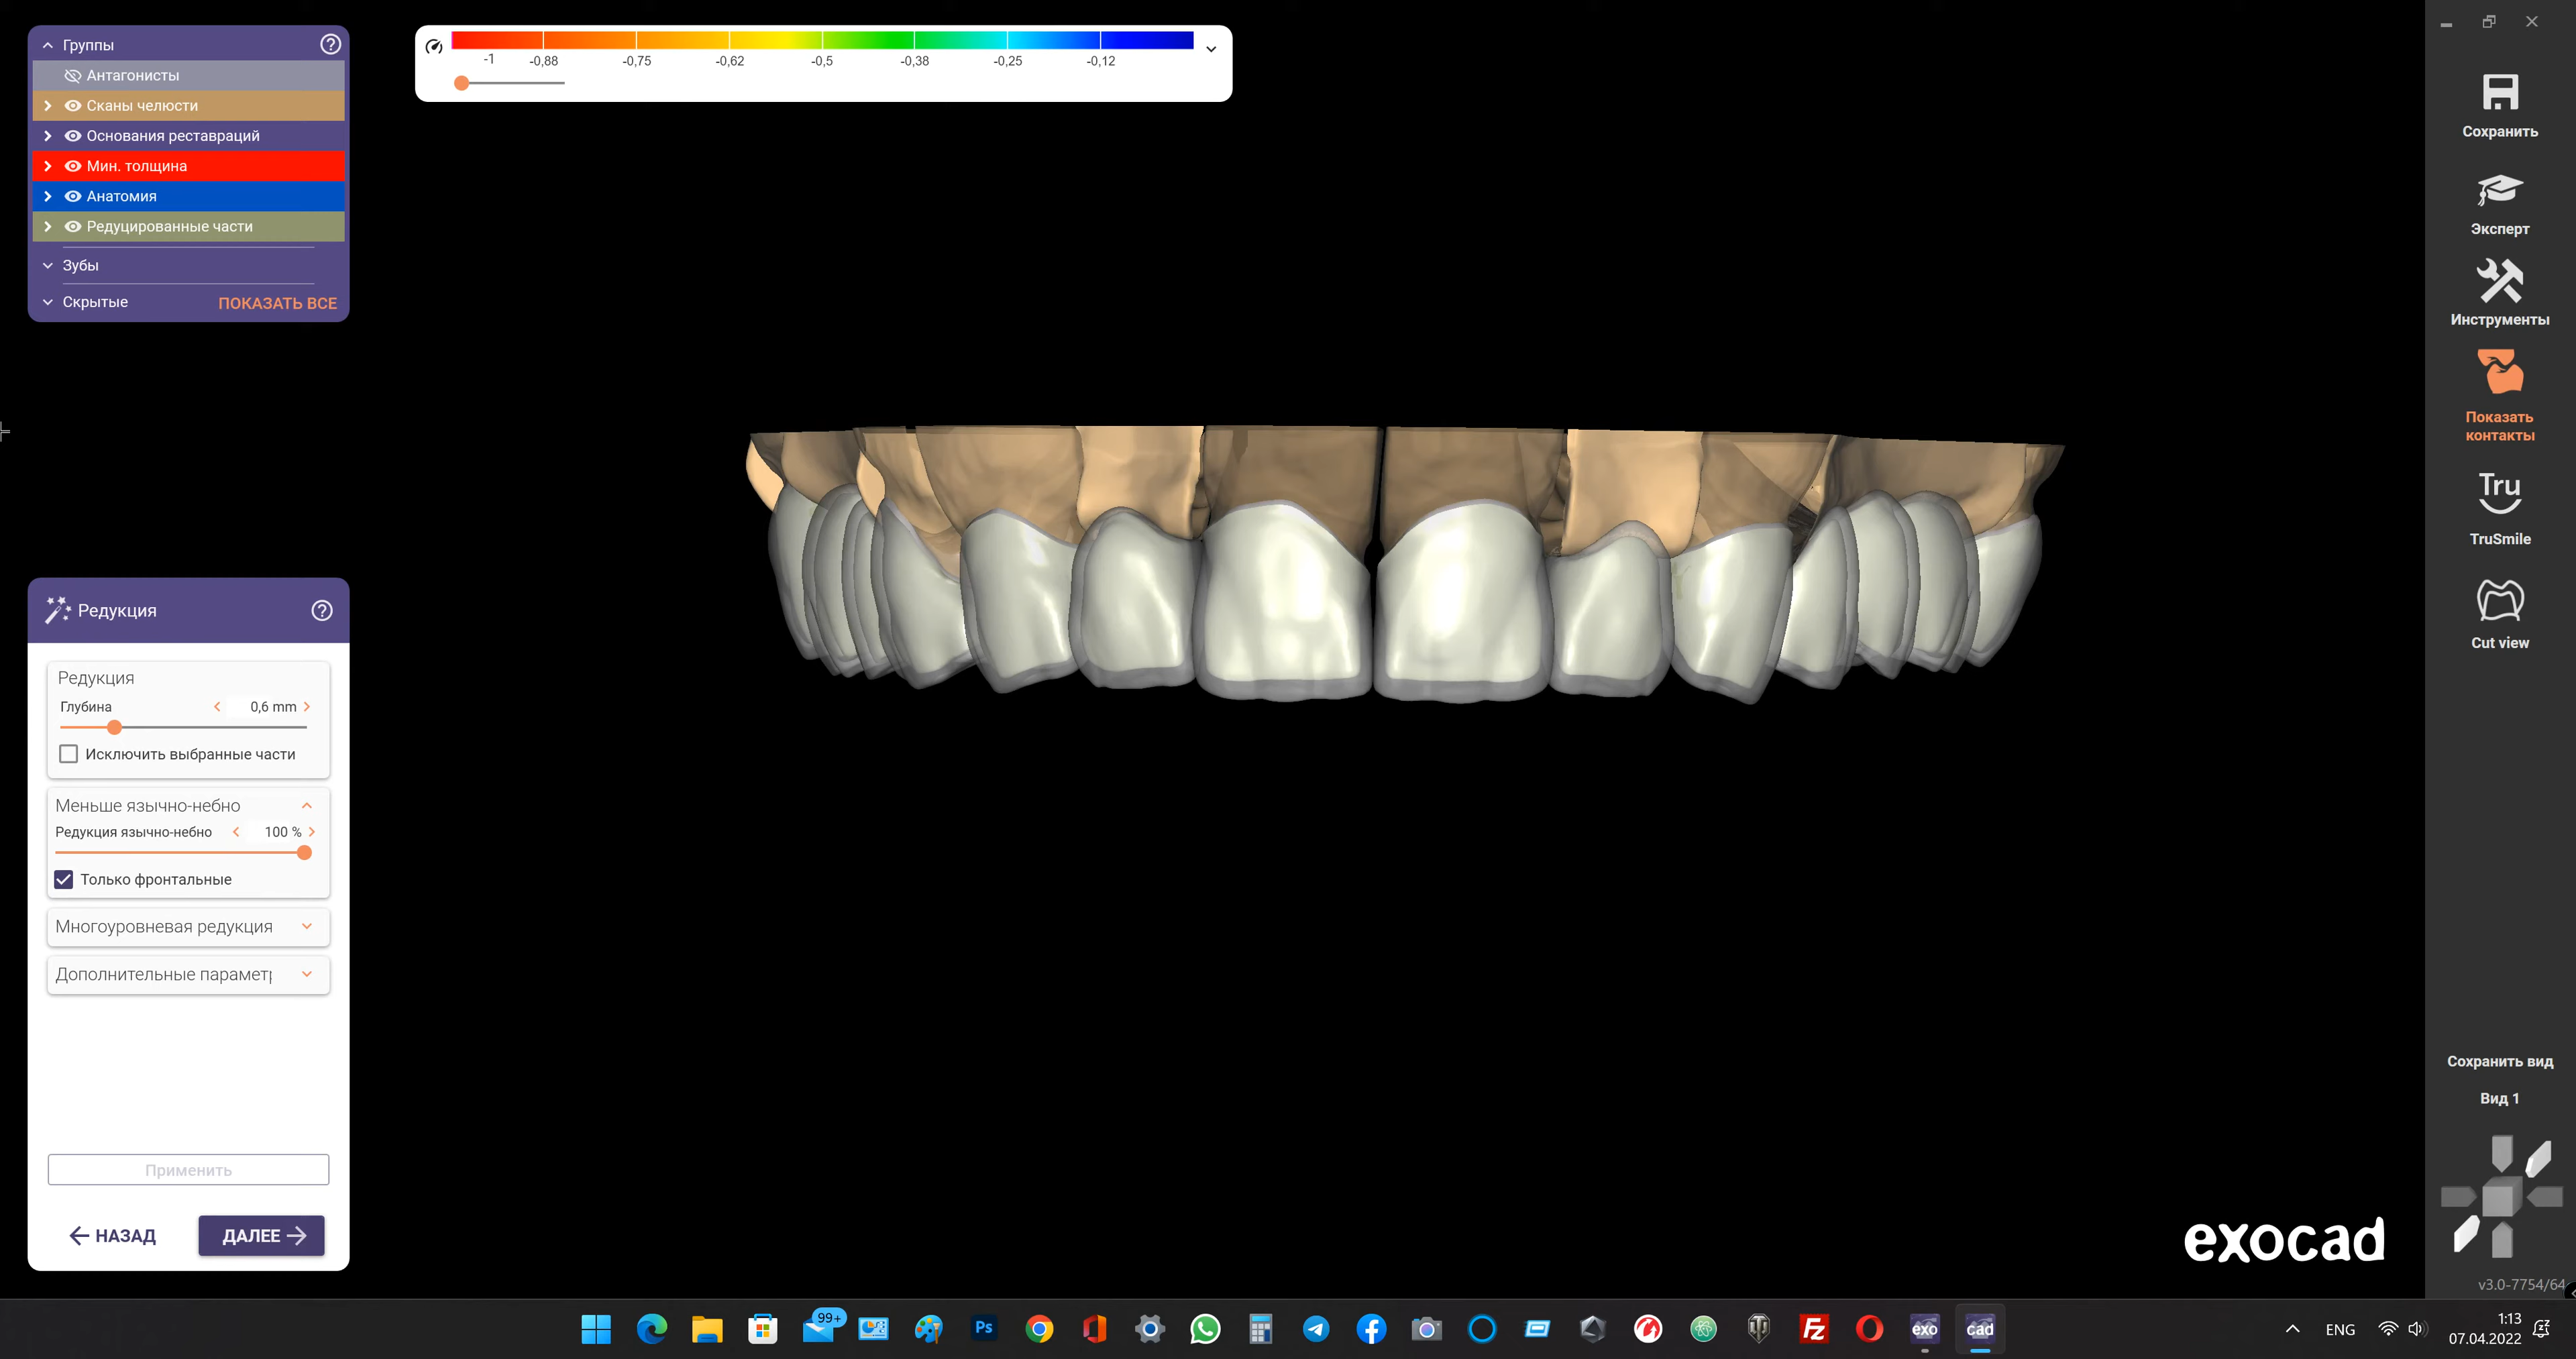 Группы
Антагонисты
Сканы челюсти
Основания реставраций
Мин. толщина
Анатомия
Редуцированные части
Зубы
Скрытые ПОКАЗАТЬ ВСЕ
-1 -0,88 -0,75 -0,62 -0,5 -0,38 -0,25 -0,12
Сохранить
Эксперт
Инструменты
Показать
контакты
Tru
TruSmile
Cut view
Редукция
Редукция
Глубина 0,6 mm
Исключить выбранные части
Меньше язычно-небно
Редукция язычно-небно 100 %
Только фронтальные
Многоуровневая редукция
Дополнительные парамет
Применить
НАЗАД ДАЛЕЕ
Сохранить вид
Вид 1
exocad
v3.0-7754/64
99+
Ps
Fz
exo
cad
ENG
1:13
07.04.2022